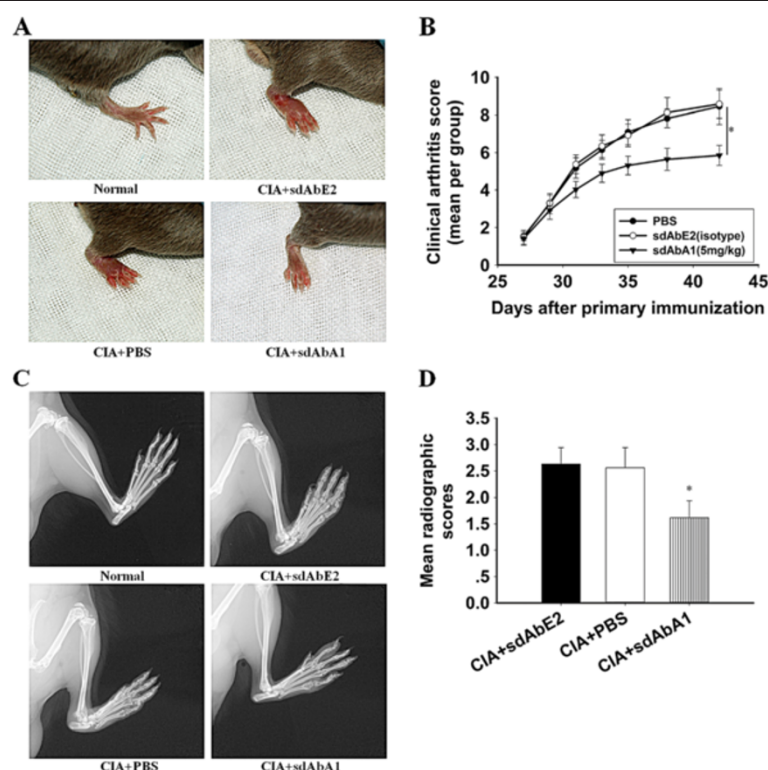 A
Normal
CIA+sdAbE2
CIA+PBS
CIA+sdAbA1
B
Clinical arthritis score
(mean per group)
10
8
6
4
2
0
PBS
sdAbE2(isotype)
sdAbA1(5mg/kg)
*
25 30 35 40 45
Days after primary immunization
C
Normal
CIA+sdAbE2
CIA+PBS
CIA+sdAbA1
D
Mean radiographic
scores
3.5
3.0
2.5
2.0
1.5
1.0
.5
0.0
*
CIA+sdAbE2
CIA+PBS
CIA+sdAbA1